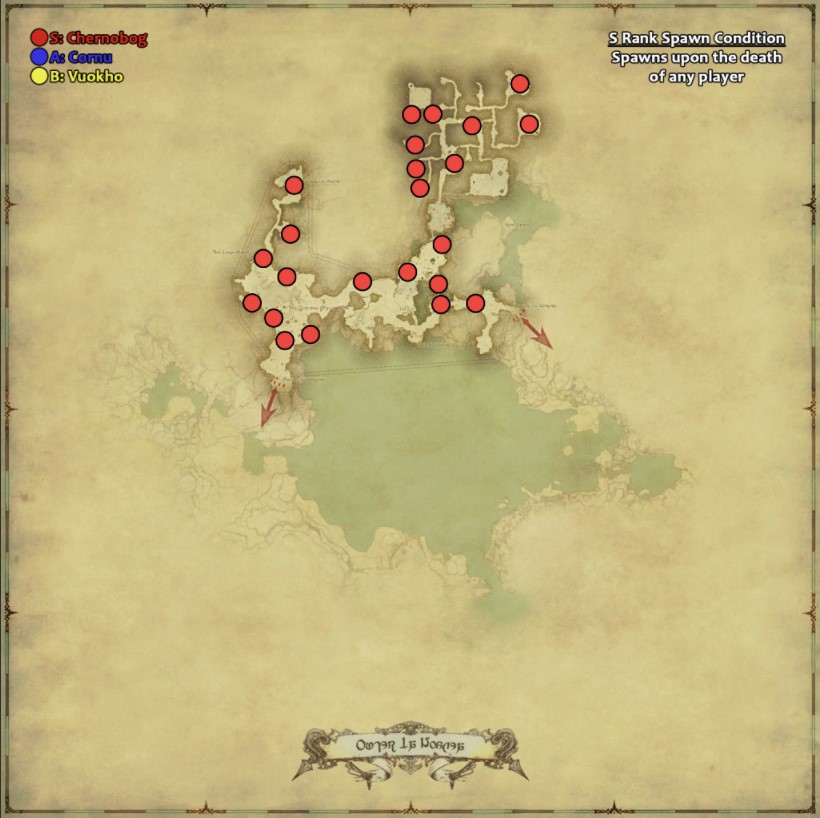 S: Chernobog
A: Cornu
B: Vuokho
S Rank Spawn Condition
Spawns upon the death
of any player